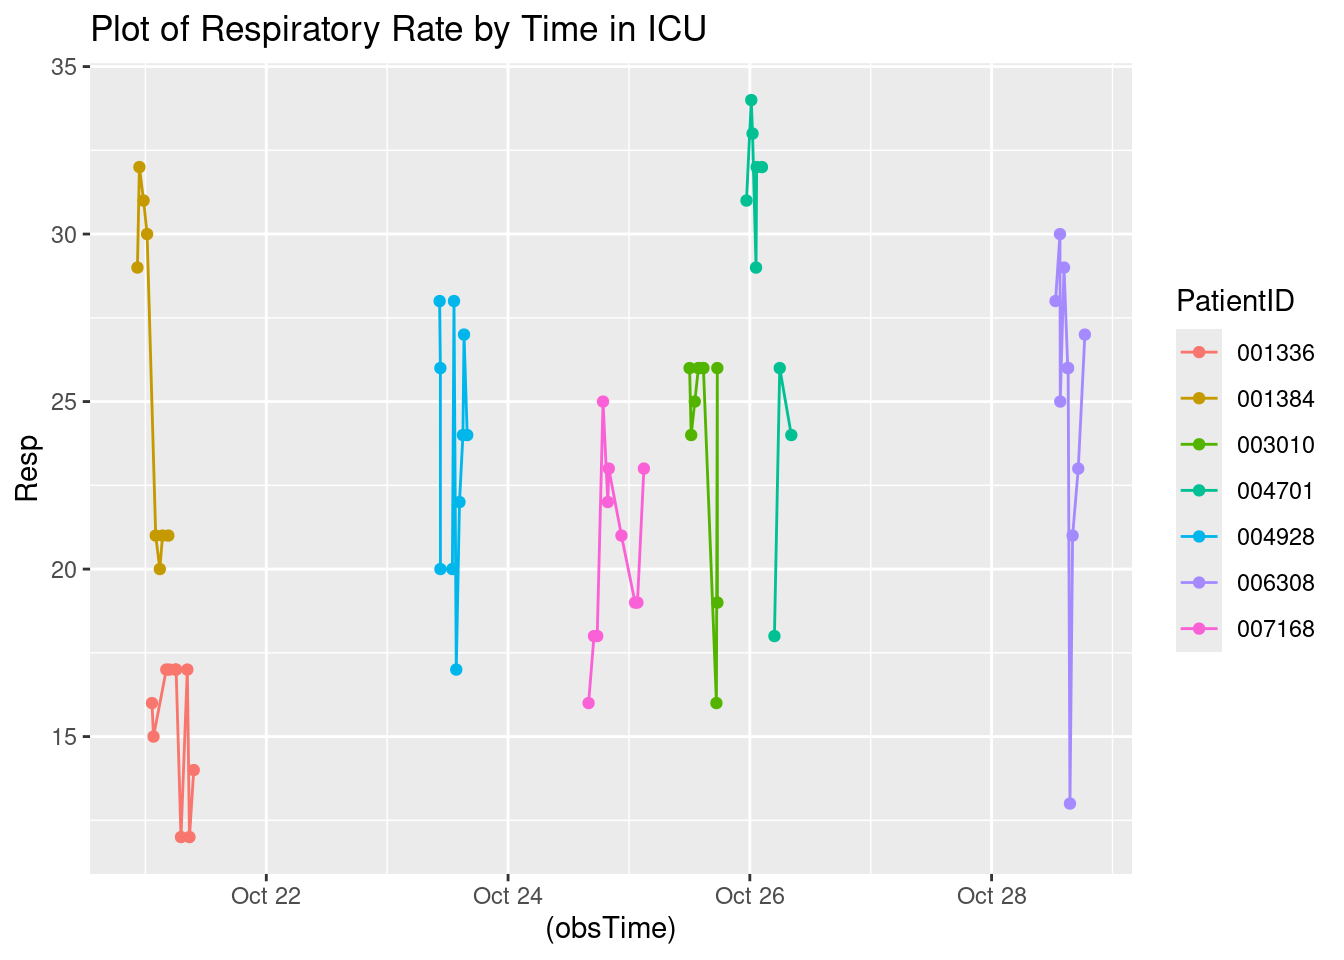 Plot of Respiratory Rate by Time in ICU
35
30
25
20
15
Resp
Oct 22
Oct 24
Oct 26
Oct 28
(obsTime)
PatientID
001336
001384
003010
004701
004928
006308
007168